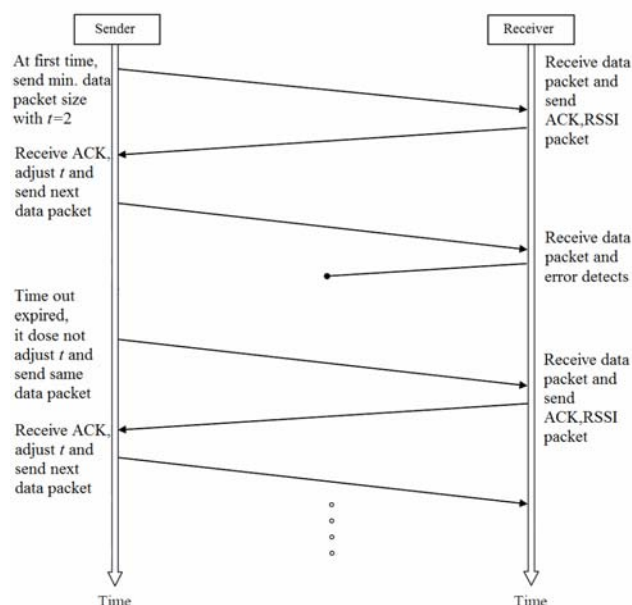 Sender
Receiver
At first time,
send min. data
packet size
with t=2
Receive data
packet and
send
ACK,RSSI
packet
Receive ACK,
adjust t and
send next
data packet
Receive data
packet and
error detects
Time out
expired,
it dose not
adjust t and
send same
data packet
Receive data
packet and
send
ACK,RSSI
packet
Receive ACK,
adjust t and
send next
data packet
Time
Time